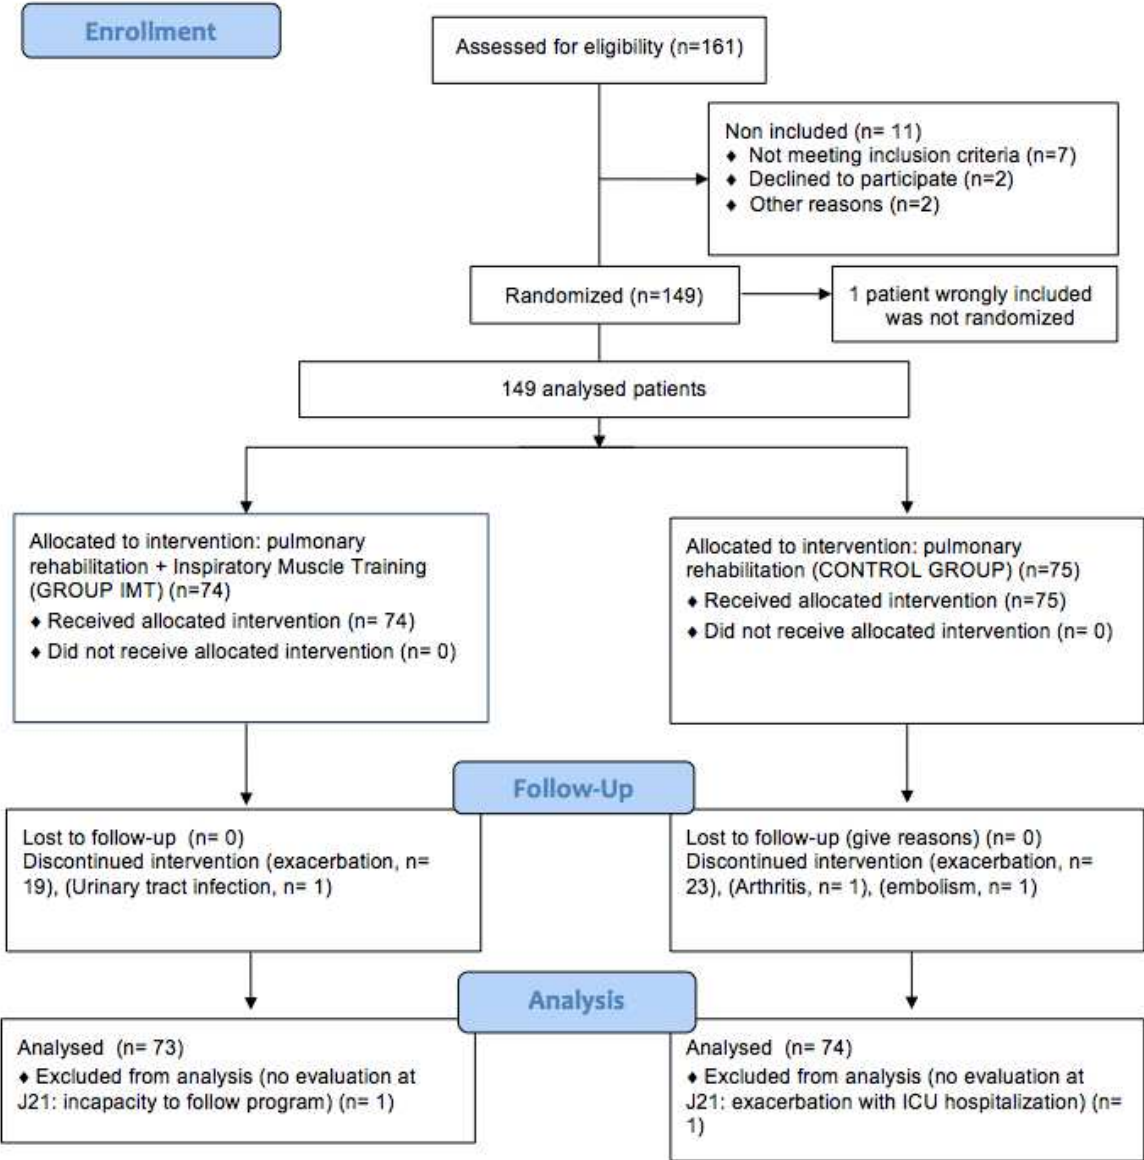 Enrollment
Assessed for eligibility (n=161)
Non included (n= 11)
♦ Not meeting inclusion criteria (n=7)
♦ Declined to participate (n=2)
♦ Other reasons (n=2)
Randomized (n=149)
1 patient wrongly included
was not randomized
149 analysed patients
Allocated to intervention: pulmonary
rehabilitation + Inspiratory Muscle Training
(GROUP IMT) (n=74)
♦ Received allocated intervention (n= 74)
♦ Did not receive allocated intervention (n= 0)
Allocated to intervention: pulmonary
rehabilitation (CONTROL GROUP) (n=75)
♦ Received allocated intervention (n=75)
♦ Did not receive allocated intervention (n= 0)
Follow-Up
Lost to follow-up (n= 0)
Discontinued intervention (exacerbation, n=
19), (Urinary tract infection, n= 1)
Lost to follow-up (give reasons) (n= 0)
Discontinued intervention (exacerbation, n=
23), (Arthritis, n= 1), (embolism, n= 1)
Analysis
Analysed (n= 73)
♦ Excluded from analysis (no evaluation at
J21: incapacity to follow program) (n= 1)
Analysed (n= 74)
♦ Excluded from analysis (no evaluation at
J21: exacerbation with ICU hospitalization) (n=
1)